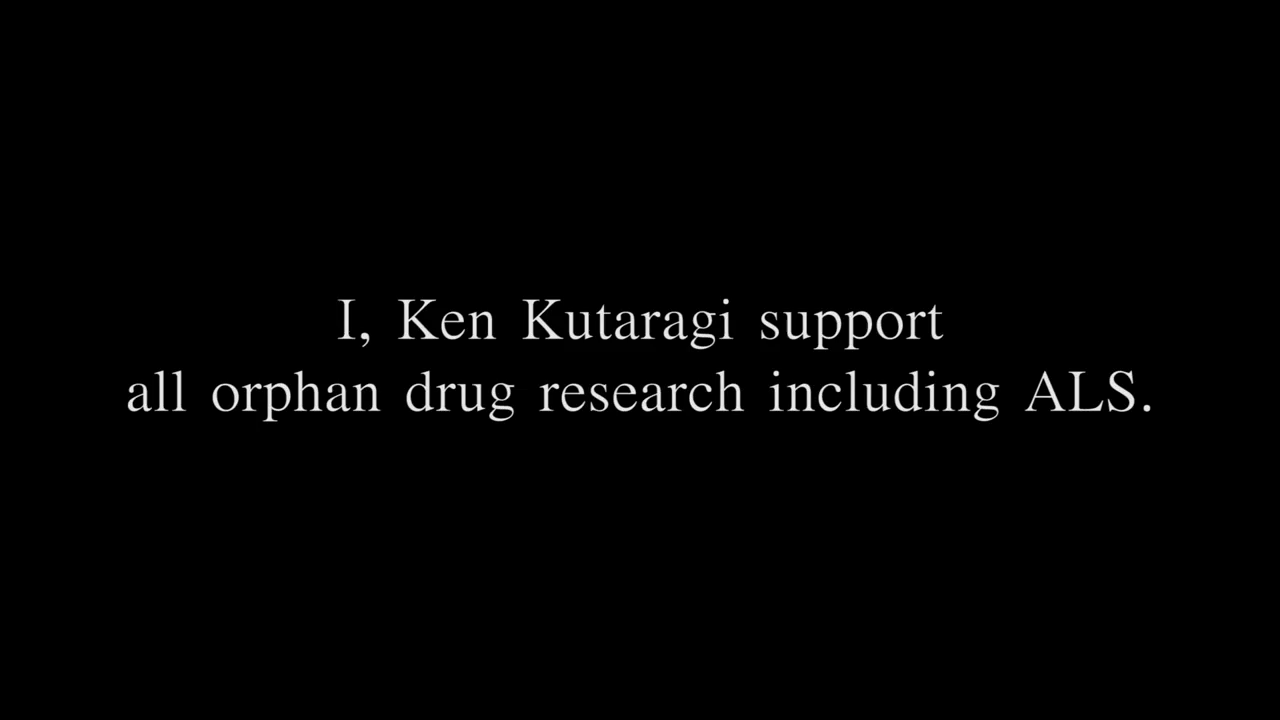 I, Ken Kutaragi support
all orphan drug research including ALS.